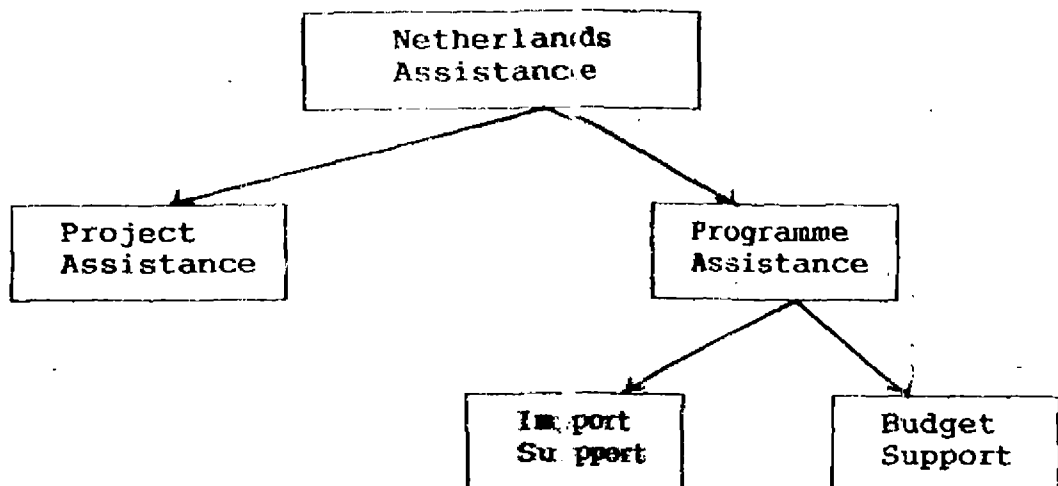 Netherlands
Assistance
Project
Assistance
Programme
Assistance
Import
Support
Budget
Support